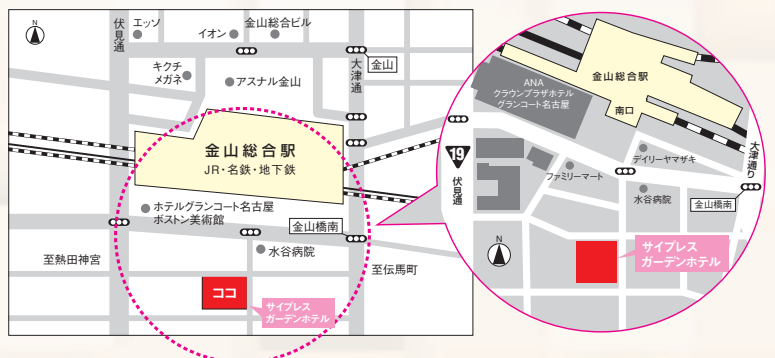 N
伏見通
エッソ
イオン
金山総合ビル
大津通
金山
キクチ
メガネ
アスナル金山
金山総合駅
JR・名鉄・地下鉄
ホテルグランコート名古屋
ボストン美術館
金山橋南
水谷病院
至熱田神宮
至伝馬町
ココ
サイプレス
ガーデンホテル
金山総合駅
南口
ANA
クラウンプラザホテル
グランコート名古屋
19
伏見通
ファミリーマート
デイリーヤマザキ
大津通り
水谷病院
金山橋南
N
サイプレス
ガーデンホテル